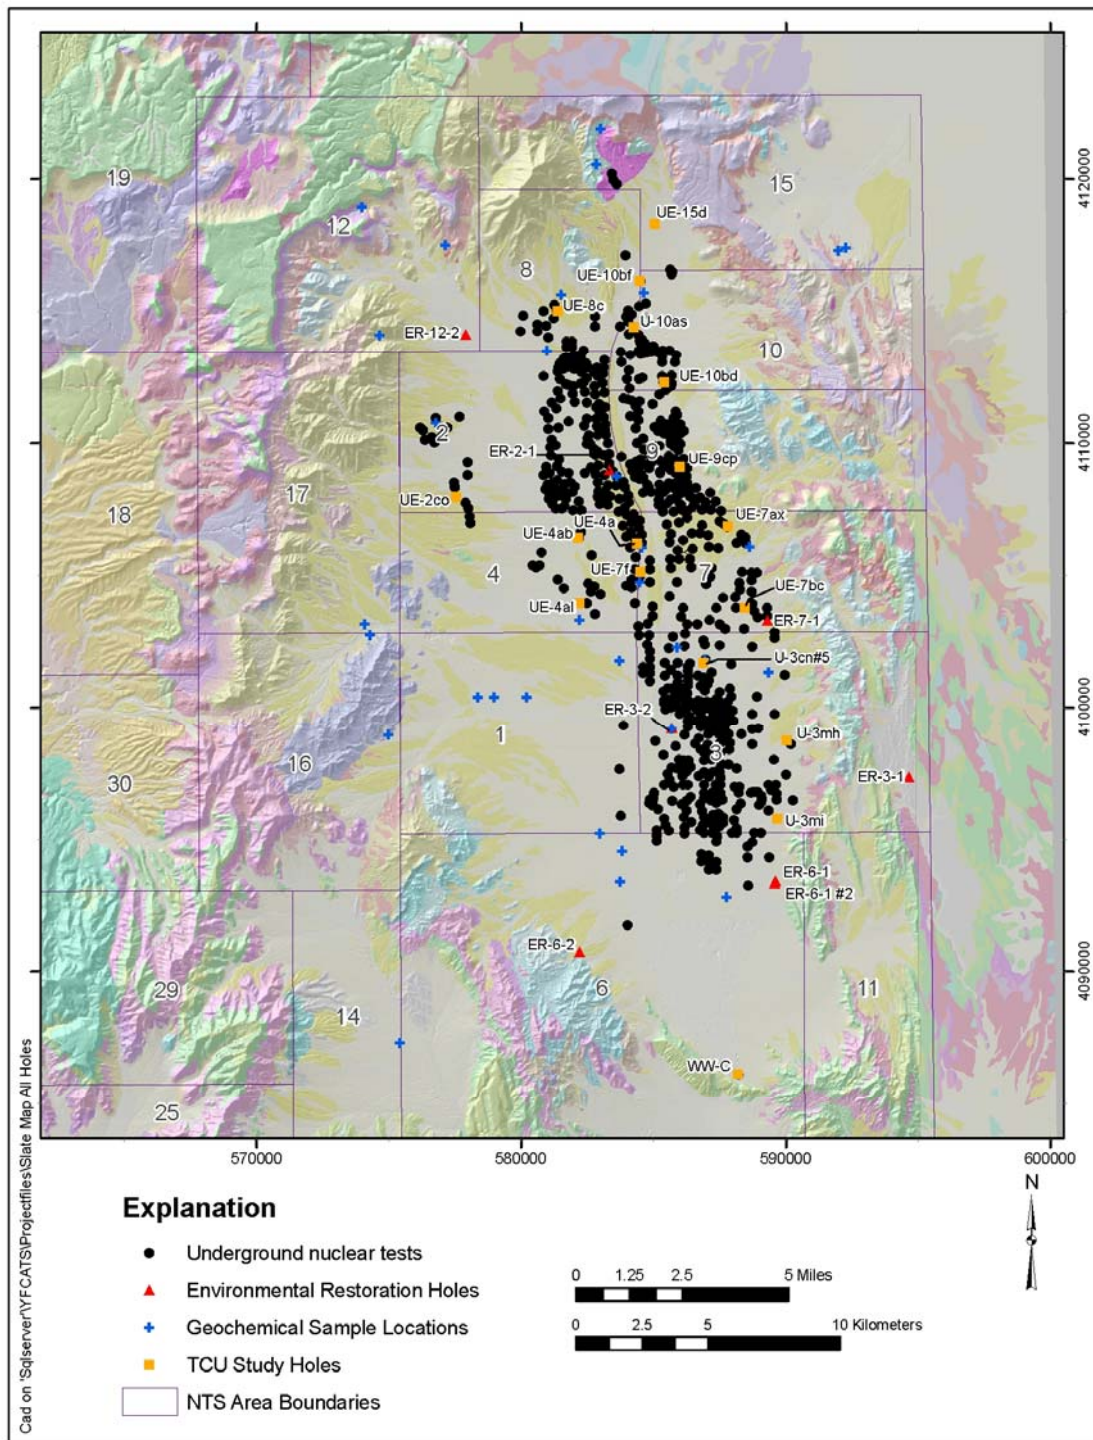 19
12
15
UE-15d
8
UE-10bf
UE-8c
U-10as
ER-12-2
10
UE-10bd
2
ER-2-1
9
UE-9cp
17
UE-2co
18
UE-4a
UE-7ax
UE-4ab
4
UE-7f
7
UE-7bc
UE-4al
ER-7-1
U-3cn#5
ER-3-2
1
U-3mh
3
16
30
ER-3-1
U-3mi
ER-6-1
ER-6-1 #2
ER-6-2
29
6
11
14
WW-C
25
4120000
4110000
4100000
4090000
570000
580000
590000
600000
Cad on 'Sqlserver'\YFCATS\Projectfiles\Slate Map All Holes
N
Explanation
Underground nuclear tests
Environmental Restoration Holes
Geochemical Sample Locations
TCU Study Holes
NTS Area Boundaries
0 1.25 2.5 5 Miles
0 2.5 5 10 Kilometers